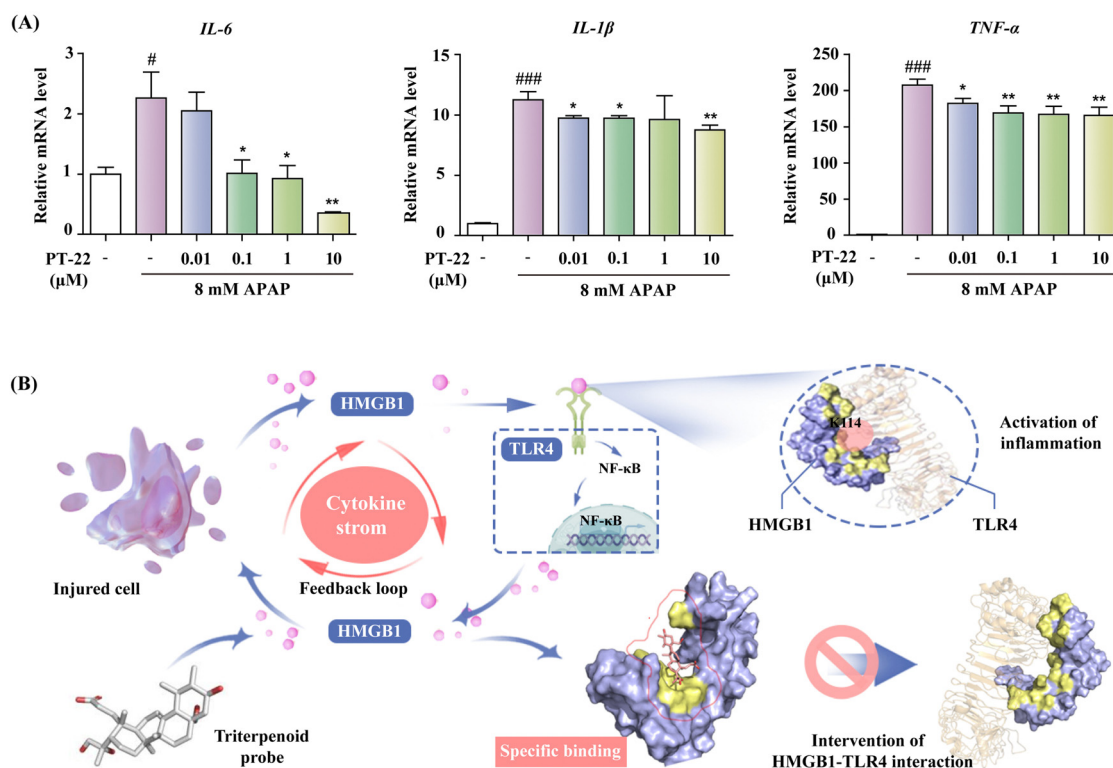 (A)
IL-6
Relative mRNA level
3
2
1
0
#
*
*
**
PT-22 - - 0.01 0.1 1 10
(μM)
8 mM APAP
IL-1β
Relative mRNA level
15
10
5
0
###
*
*
**
PT-22 - - 0.01 0.1 1 10
(μM)
8 mM APAP
TNF-α
Relative mRNA level
250
200
150
100
50
0
###
*
**
**
**
PT-22 - - 0.01 0.1 1 10
(μM)
8 mM APAP
(B)
HMGB1
TLR4
NF-κB
NF-κB
Cytokine
strom
Feedback loop
Injured cell
HMGB1
K114
Activation of
inflammation
HMGB1
TLR4
Triterpenoid
probe
Specific binding
Intervention of
HMGB1-TLR4 interaction